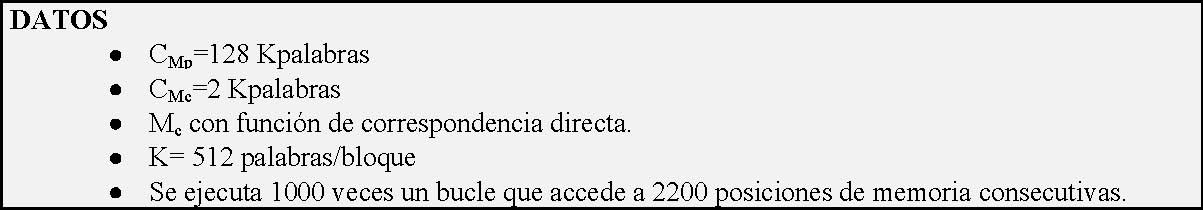 DATOS
● C_Mp=128 Kpalabras
● C_Mc=2 Kpalabras
● M_c con función de correspondencia directa.
● K= 512 palabras/bloque
● Se ejecuta 1000 veces un bucle que accede a 2200 posiciones de memoria consecutivas.